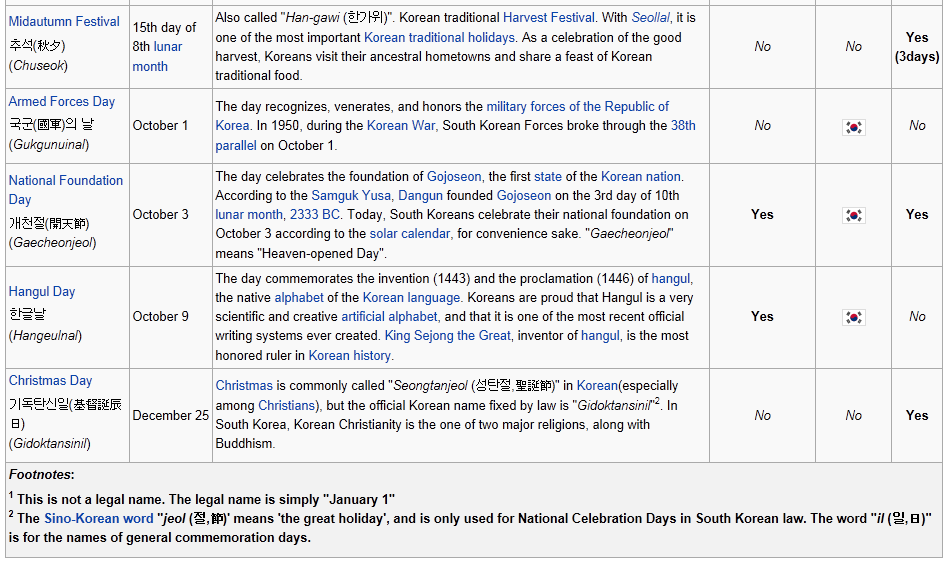 Midautumn Festival
추석(秋夕)
(Chuseok)
15th day of
8th lunar
month
Also called "Han-gawi (한가위)". Korean traditional Harvest Festival. With Seollal, it is
one of the most important Korean traditional holidays. As a celebration of the good
harvest, Koreans visit their ancestral hometowns and share a feast of Korean
traditional food.
No
No
Yes
(3days)
Armed Forces Day
국군(國軍)의 날
(Gukgunuinal)
October 1
The day recognizes, venerates, and honors the military forces of the Republic of
Korea. In 1950, during the Korean War, South Korean Forces broke through the 38th
parallel on October 1.
No
No
National Foundation
Day
개천절(開天節)
(Gaecheonjeol)
October 3
The day celebrates the foundation of Gojoseon, the first state of the Korean nation.
According to the Samguk Yusa, Dangun founded Gojoseon on the 3rd day of 10th
lunar month, 2333 BC. Today, South Koreans celebrate their national foundation on
October 3 according to the solar calendar, for convenience sake. "Gaecheonjeol"
means "Heaven-opened Day".
Yes
Yes
Hangul Day
한글날
(Hangeulnal)
October 9
The day commemorates the invention (1443) and the proclamation (1446) of hangul,
the native alphabet of the Korean language. Koreans are proud that Hangul is a very
scientific and creative artificial alphabet, and that it is one of the most recent official
writing systems ever created. King Sejong the Great, inventor of hangul, is the most
honored ruler in Korean history.
Yes
No
Christmas Day
기독탄신일(基督誕辰
日)
(Gidoktansinil)
December 25
Christmas is commonly called "Seongtanjeol (성탄절,聖誕節)" in Korean(especially
among Christians), but the official Korean name fixed by law is "Gidoktansinil"2. In
South Korea, Korean Christianity is the one of two major religions, along with
Buddhism.
No
No
Yes
Footnotes:
1 This is not a legal name. The legal name is simply "January 1"
2 The Sino-Korean word "jeol (절,節)' means 'the great holiday', and is only used for National Celebration Days in South Korean law. The word "il (일,日)"
is for the names of general commemoration days.